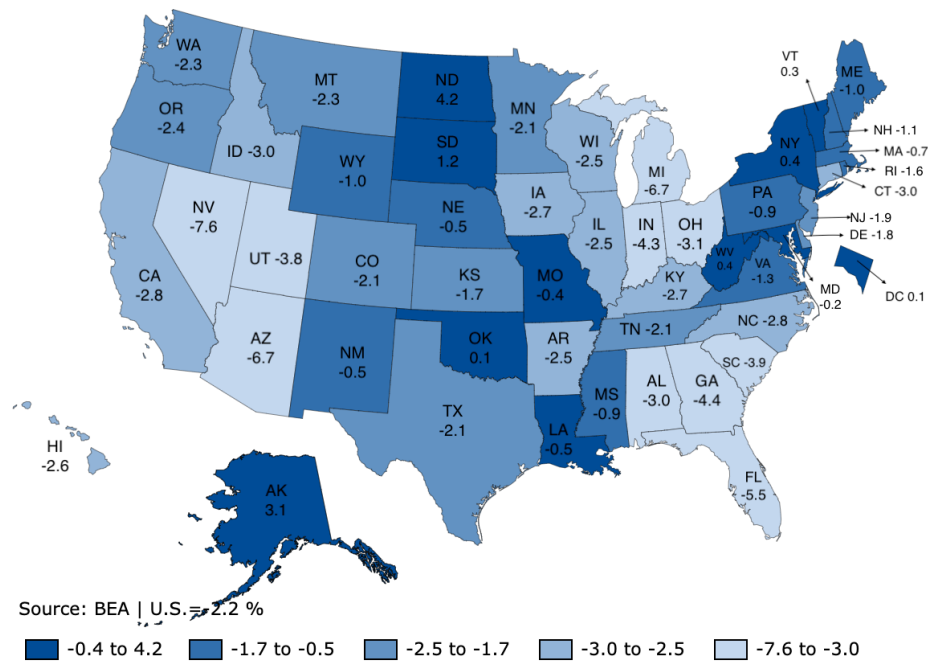 WA
-2.3
OR
-2.4
ID -3.0
MT
-2.3
ND
4.2
SD
1.2
MN
-2.1
WI
-2.5
MI
-6.7
VT
0.3
ME
-1.0
NH -1.1
MA -0.7
RI -1.6
CT -3.0
NY
0.4
PA
-0.9
NJ -1.9
DE -1.8
MD
-0.2
DC 0.1
WY
-1.0
NE
-0.5
IA
-2.7
IL
-2.5
IN
-4.3
OH
-3.1
WV
0.4
VA
-1.3
NV
-7.6
UT -3.8
CO
-2.1
KS
-1.7
MO
-0.4
KY
-2.7
CA
-2.8
AZ
-6.7
NM
-0.5
OK
0.1
AR
-2.5
TN -2.1
NC -2.8
SC -3.9
TX
-2.1
LA
-0.5
MS
-0.9
AL
-3.0
GA
-4.4
FL
-5.5
HI
-2.6
AK
3.1
Source: BEA | U.S.=-2.2 %
-0.4 to 4.2
-1.7 to -0.5
-2.5 to -1.7
-3.0 to -2.5
-7.6 to -3.0